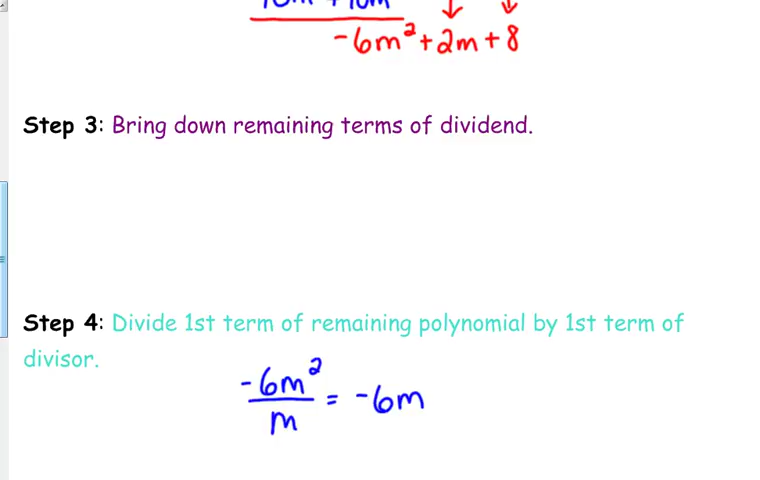 -6m² + 2m + 8
Step 3: Bring down remaining terms of dividend.
Step 4: Divide 1st term of remaining polynomial by 1st term of
divisor.
-6m²
/m = -6m